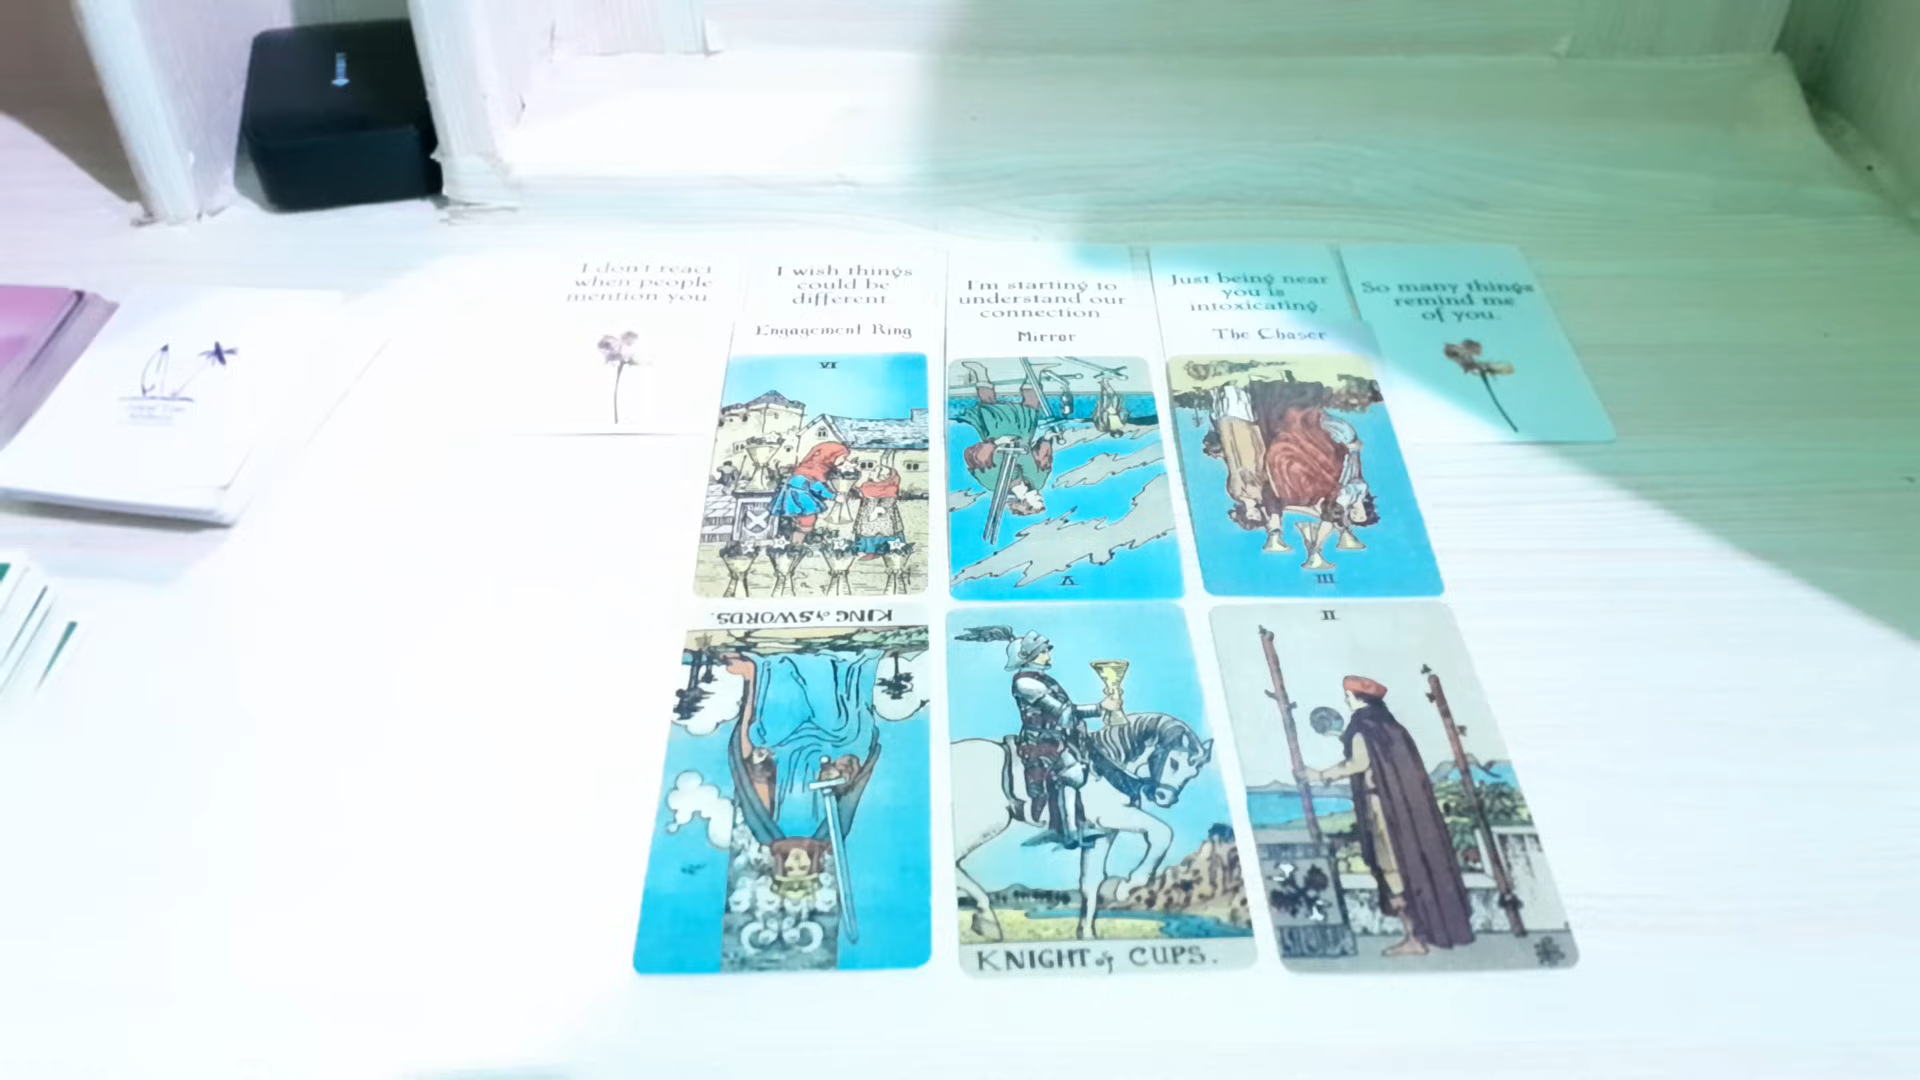 I don't react
when people
mention you.
I wish things
could be
different.
I'm starting to
understand our
connection.
Just being near
you is
intoxicating.
So many things
remind me
of you.
Engagement Ring
Mirror
The Chaser
VI
V
III
KING of SWORDS.
KNIGHT of CUPS.
II